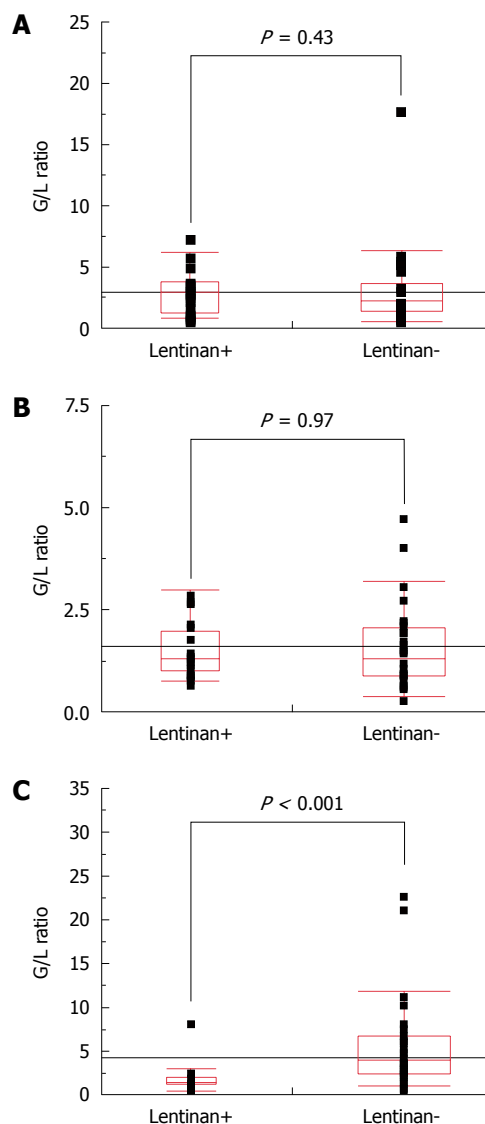 A
P = 0.43
G/L ratio
25
20
15
10
5
0
Lentinan+ Lentinan-
B
P = 0.97
G/L ratio
7.5
5.0
2.5
0.0
Lentinan+ Lentinan-
C
P < 0.001
G/L ratio
35
30
25
20
15
10
5
0
Lentinan+ Lentinan-